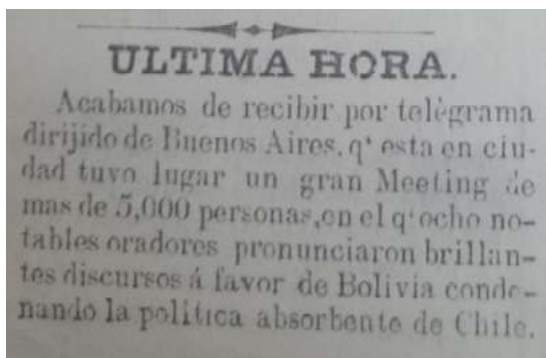 ULTIMA HORA.
Acabamos de recibir por telègrama
dirijido de Buenos Aires, q' esta en ciu-
dad tuvo lugar un gran Meeting de
mas de 5,000 personas,en el q'ocho no-
tables oradores pronunciaron brillan-
tes discursos á favor de Bolivia conde-
nando la politica absorbente de Chile.